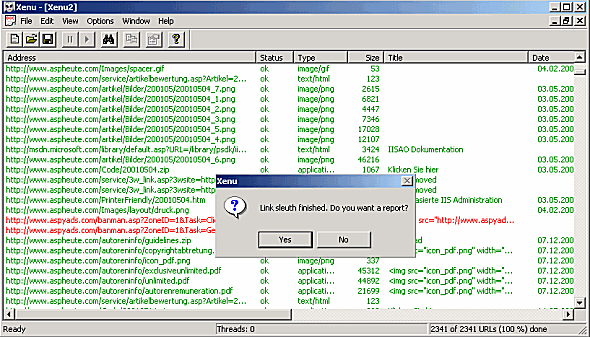 Xenu - [Xenu2]
File Edit View Options Window Help
Address Status Type Size Title Date
http://www.aspheute.com/Images/spacer.gif ok image/gif 53 04.02.200
http://www.aspheute.com/service/artikelbewertung.asp?Artikel=2... ok text/html 123
http://www.aspheute.com/artikel/Bilder/200105/20010504_7.png ok image/png 2615 03.05.200
http://www.aspheute.com/artikel/Bilder/200105/20010504_1.png ok image/png 6821 03.05.200
http://www.aspheute.com/artikel/Bilder/200105/20010504_2.png ok image/png 4447 03.05.200
http://www.aspheute.com/artikel/Bilder/200105/20010504_3.png ok image/png 7346 03.05.200
http://www.aspheute.com/artikel/Bilder/200105/20010504_5.png ok image/png 17028 03.05.200
http://www.aspheute.com/artikel/Bilder/200105/20010504_4.png ok image/png 12107 03.05.200
http://msdn.microsoft.com/library/default.asp?URL=/library/psdk/i... ok text/html 3424 IISAO Dokumentation
http://www.aspheute.com/artikel/Bilder/200105/20010504_6.png ok image/png 46216 03.05.200
http://www.aspheute.com/Code/20010504.zip ok applicati... 1067 Klicken Sie hier 03.05.200
http://www.aspheute.com/service/3w_link.asp?3wsite=http... moved
http://www.aspheute.com/service/3w_link.asp?3wsite=http... moved
http://www.aspheute.com/PrinterFriendly/20010504.htm asierte IIS Administration 03.05.200
http://www.aspheute.com/Images/layout/druck.png 04.02.200
http://www.aspyads.com/banman.asp?ZoneID=1&Task=Clic src="http://www.aspyad...
http://www.aspyads.com/banman.asp?ZoneID=1&Task=Ge
http://www.aspheute.com/autoreninfo/guidelines.zip 07.12.200
http://www.aspheute.com/autoreninfo/copyrightabtretung. ="icon_pdf.png" width="... 07.12.200
http://www.aspheute.com/autoreninfo/icon_pdf.png ok image/png 337 07.12.200
http://www.aspheute.com/autoreninfo/exclusiveunlimited.pdf ok applicati... 45312 <img src="icon_pdf.png" width="... 07.12.200
http://www.aspheute.com/autoreninfo/unlimited.pdf ok applicati... 44892 <img src="icon_pdf.png" width="... 07.12.200
http://www.aspheute.com/autoreninfo/autorenremuneration.pdf ok applicati... 21699 <img src="icon_pdf.png" width="... 07.12.200
http://www.aspheute.com/service/artikelbewertung.asp?Artikel=2... ok text/html 123
Xenu
Link sleuth finished. Do you want a report?
Yes No
Ready Threads: 0 2341 of 2341 URLs (100 %) done